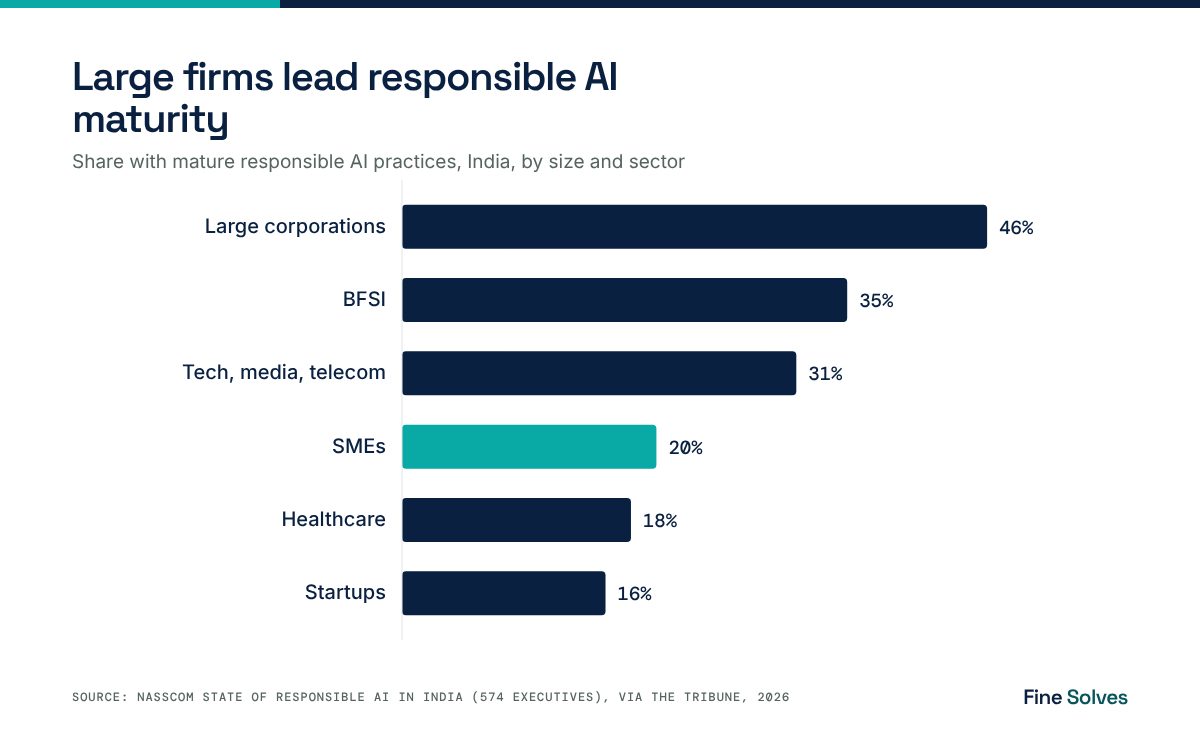 Large firms lead responsible AI
maturity
Share with mature responsible AI practices, India, by size and sector
Large corporations 46%
BFSI 35%
Tech, media, telecom 31%
SMEs 20%
Healthcare 18%
Startups 16%
SOURCE: NASSCOM STATE OF RESPONSIBLE AI IN INDIA (574 EXECUTIVES), VIA THE TRIBUNE, 2026
Fine Solves